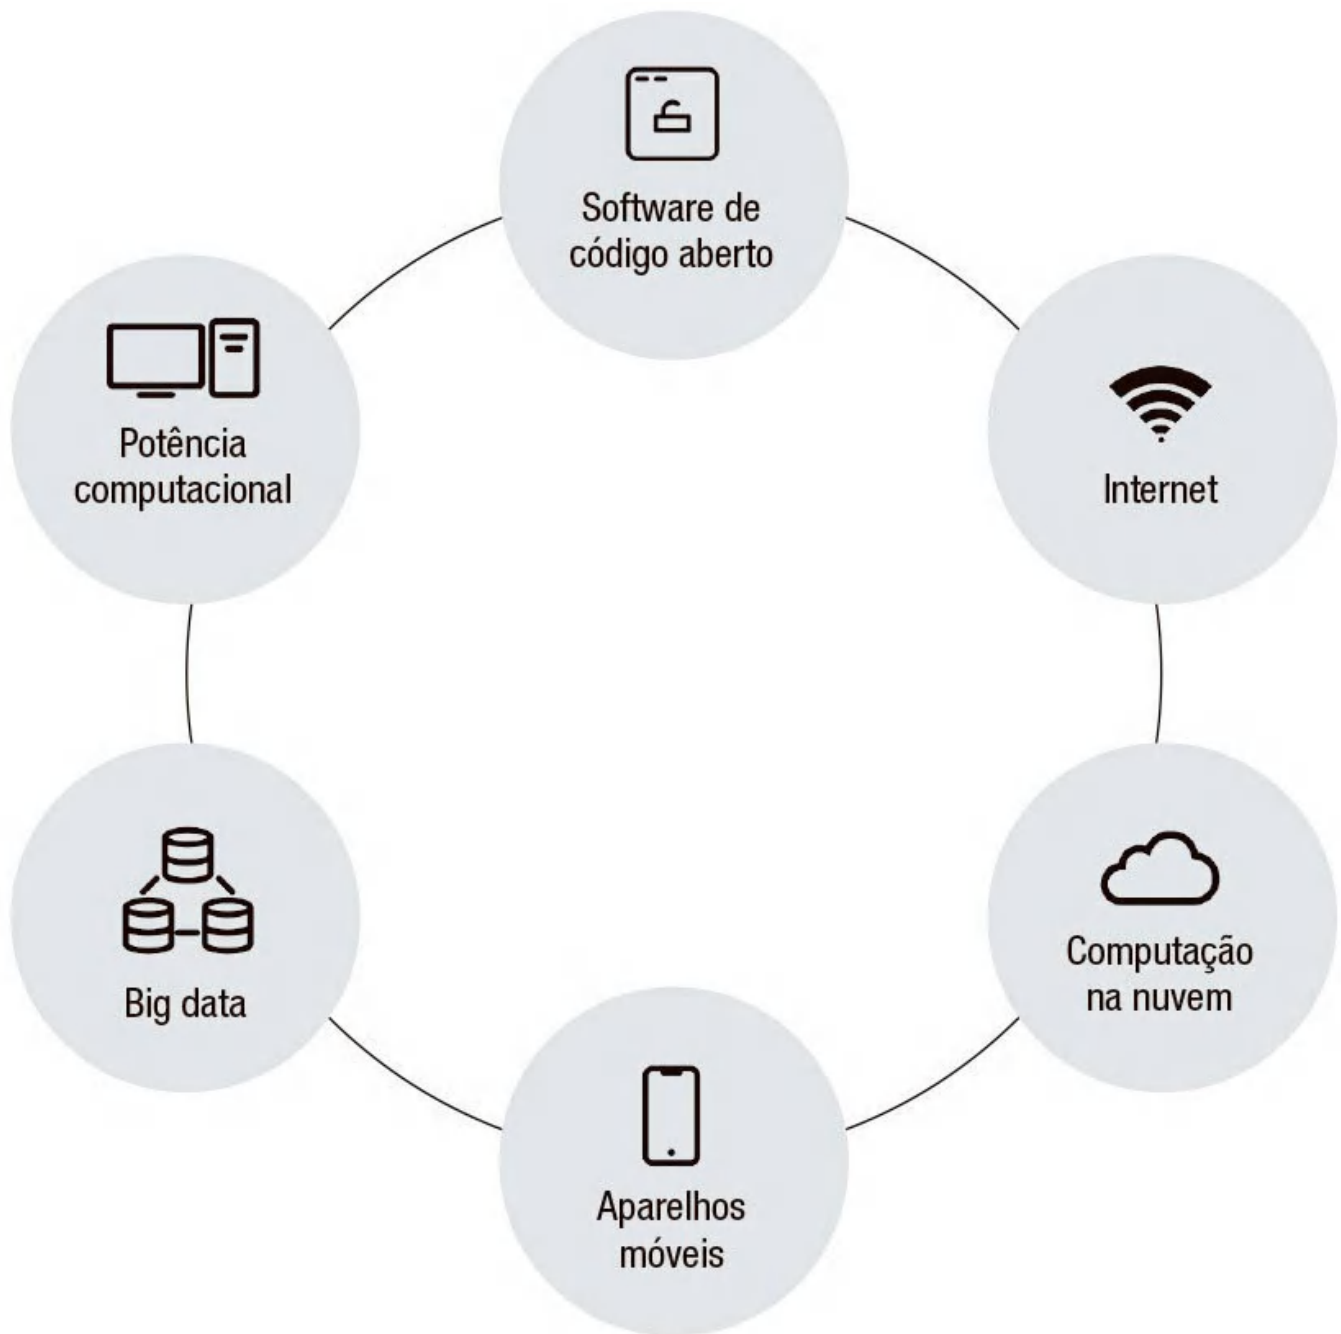 Software de
código aberto
Potência
computacional
Internet
Big data
Computação
na nuvem
Aparelhos
móveis